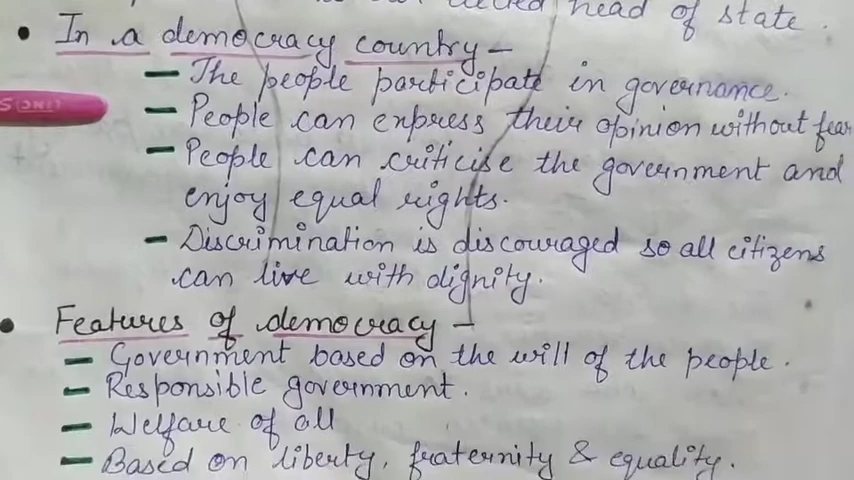 head of state.
• In a democracy country –
– The people participate in governance.
– People can express their opinion without fear
– People can criticise the government and
enjoy equal rights.
– Discrimination is discouraged so all citizens
can live with dignity.
• Features of democracy –
– Government based on the will of the people.
– Responsible government.
– Welfare of all
– Based on liberty, fraternity & equality.